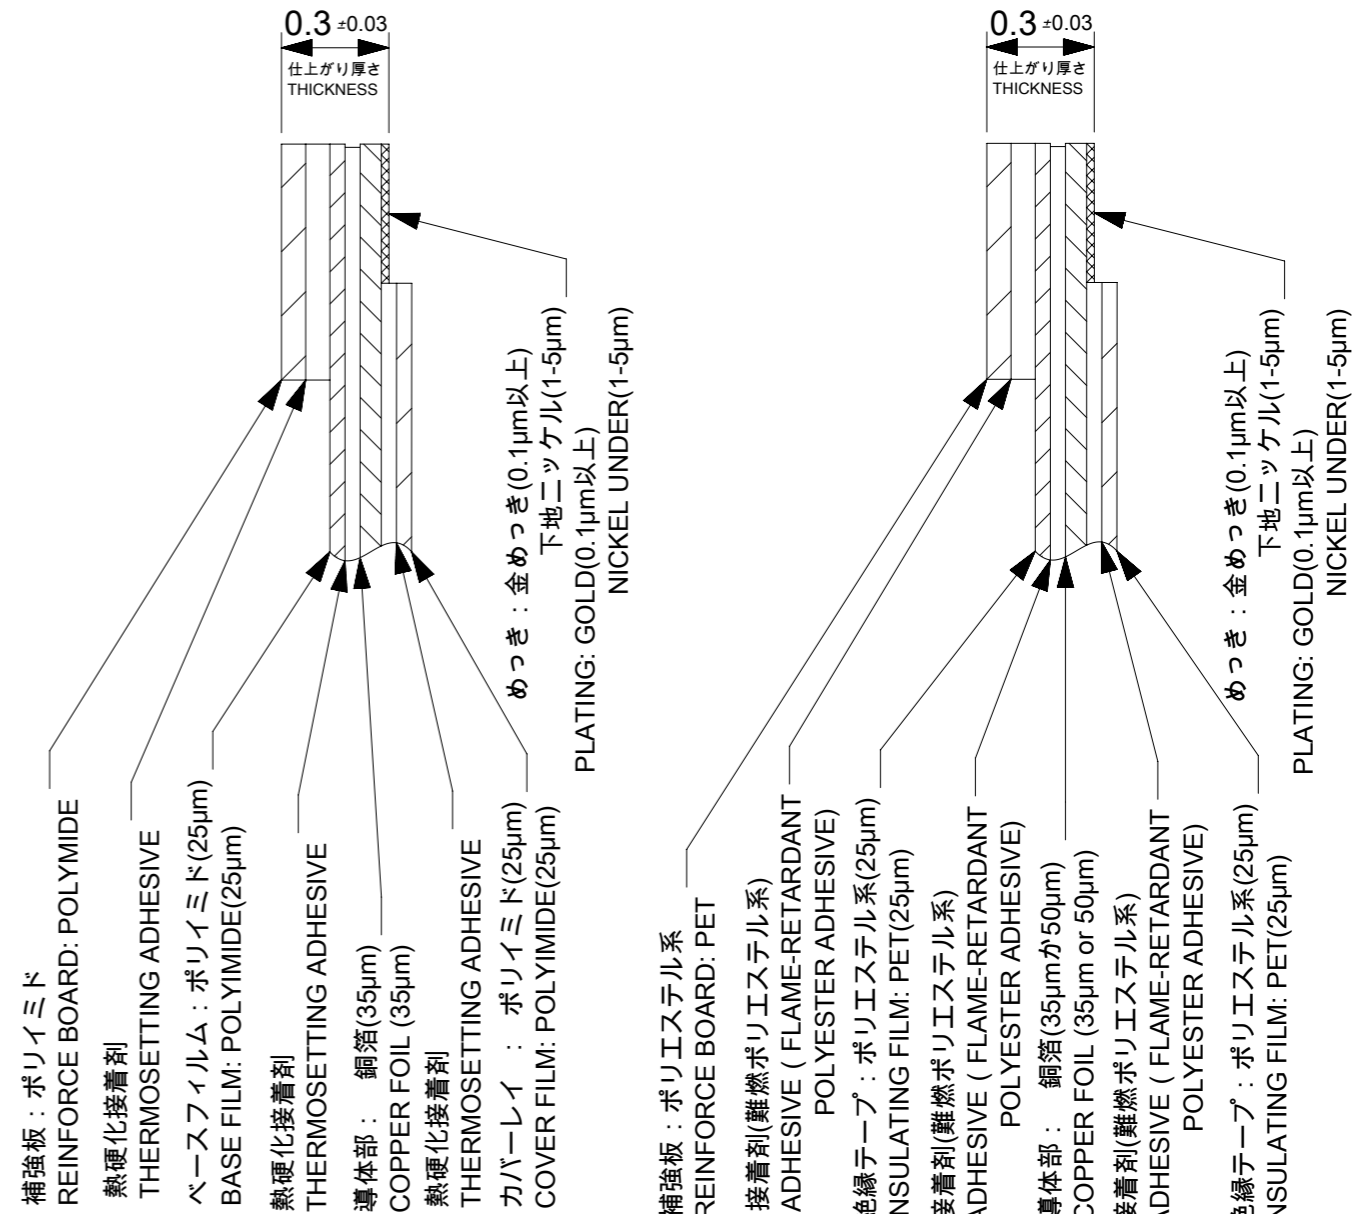 0.3 ±0.03
仕上がり厚さ
THICKNESS
めっき：金めっき(0.1µm以上)
下地ニッケル(1-5µm)
PLATING: GOLD(0.1µm以上)
NICKEL UNDER(1-5µm)
補強板：ポリイミド
REINFORCE BOARD: POLYMIDE
熱硬化接着剤
THERMOSETTING ADHESIVE
ベースフィルム：ポリイミド(25µm)
BASE FILM: POLYIMIDE(25µm)
熱硬化接着剤
THERMOSETTING ADHESIVE
導体部： 銅箔(35µm)
COPPER FOIL (35µm)
熱硬化接着剤
THERMOSETTING ADHESIVE
カバーレイ ： ポリイミド(25µm)
COVER FILM: POLYIMIDE(25µm)
0.3 ±0.03
仕上がり厚さ
THICKNESS
めっき：金めっき(0.1µm以上)
下地ニッケル(1-5µm)
PLATING: GOLD(0.1µm以上)
NICKEL UNDER(1-5µm)
補強板：ポリエステル系
REINFORCE BOARD: PET
接着剤(難燃ポリエステル系)
ADHESIVE ( FLAME-RETARDANT
POLYESTER ADHESIVE)
絶縁テープ：ポリエステル系(25µm)
NSULATING FILM: PET(25µm)
接着剤(難燃ポリエステル系)
ADHESIVE ( FLAME-RETARDANT
POLYESTER ADHESIVE)
導体部： 銅箔(35µmか50µm)
COPPER FOIL (35µm or 50µm)
接着剤(難燃ポリエステル系)
ADHESIVE ( FLAME-RETARDANT
POLYESTER ADHESIVE)
絶縁テープ：ポリエステル系(25µm)
NSULATING FILM: PET(25µm)